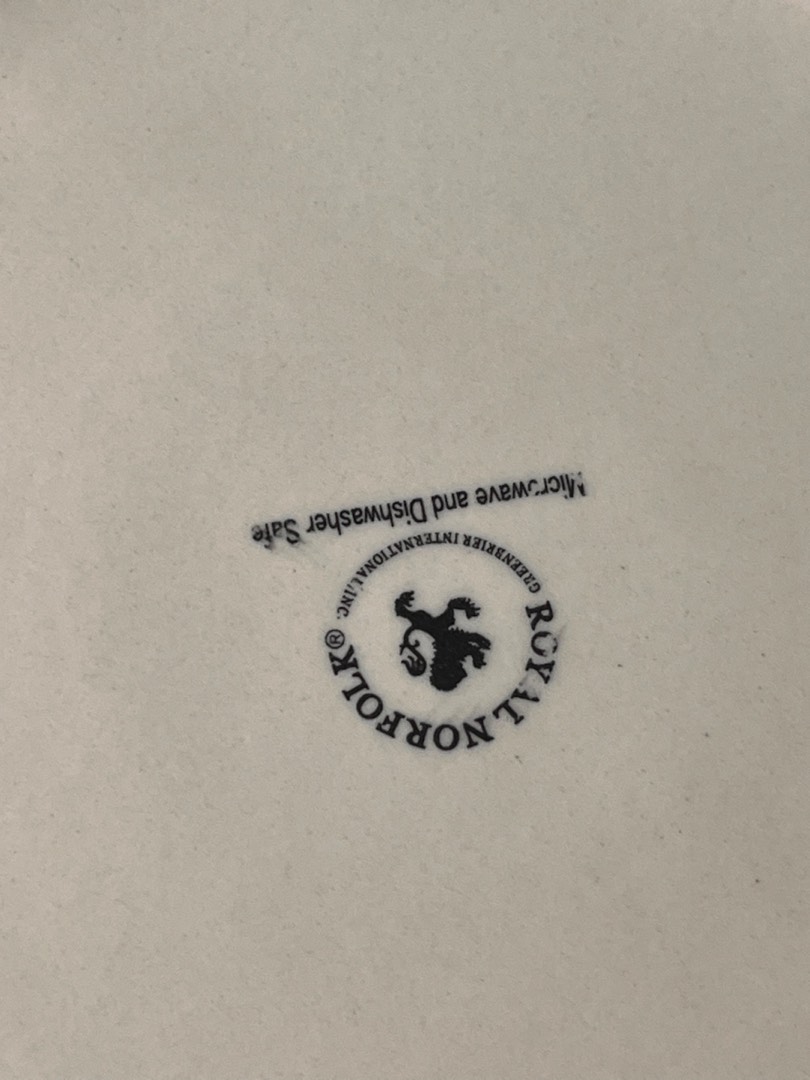 ROYAL NORFOLK®
GREENBRIER INTERNATIONAL, INC.
Microwave and Dishwasher Safe